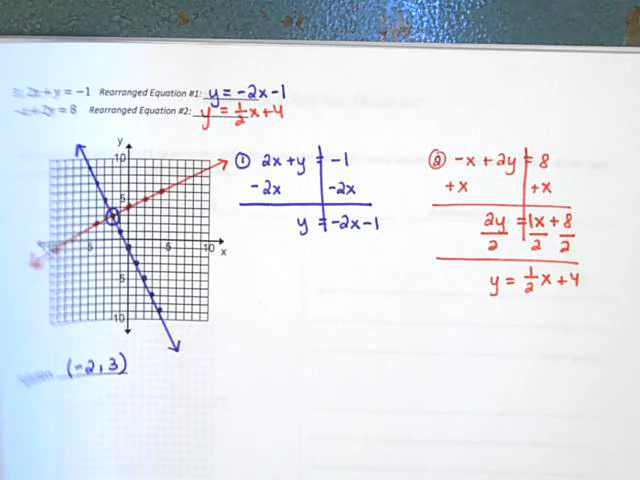 2x + y = −1 Rearranged Equation #1: y = -2x-1
-x + 2y = 8 Rearranged Equation #2: y = 1/2 x+4
y
10
5
5
10
x
-5
10
① 2x+y = -1
-2x -2x
y = -2x-1
② -x + 2y = 8
+x +x
2y/2 = 1x/2 + 8/2
y = 1/2 x + 4
(-2, 3)